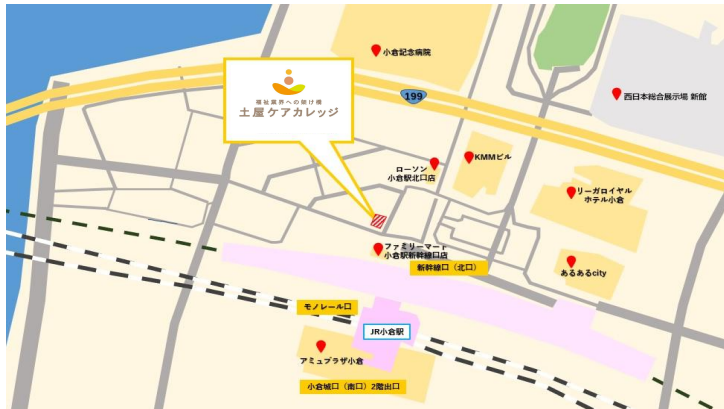 小倉記念病院
福祉業界への架け橋
土屋ケアカレッジ
199
西日本総合展示場 新館
ローソン
小倉駅北口店
KMMビル
リーガロイヤル
ホテル小倉
ファミリーマート
小倉駅新幹線口店
新幹線口（北口）
あるあるcity
モノレール口
JR小倉駅
アミュプラザ小倉
小倉城口（南口）2階出口